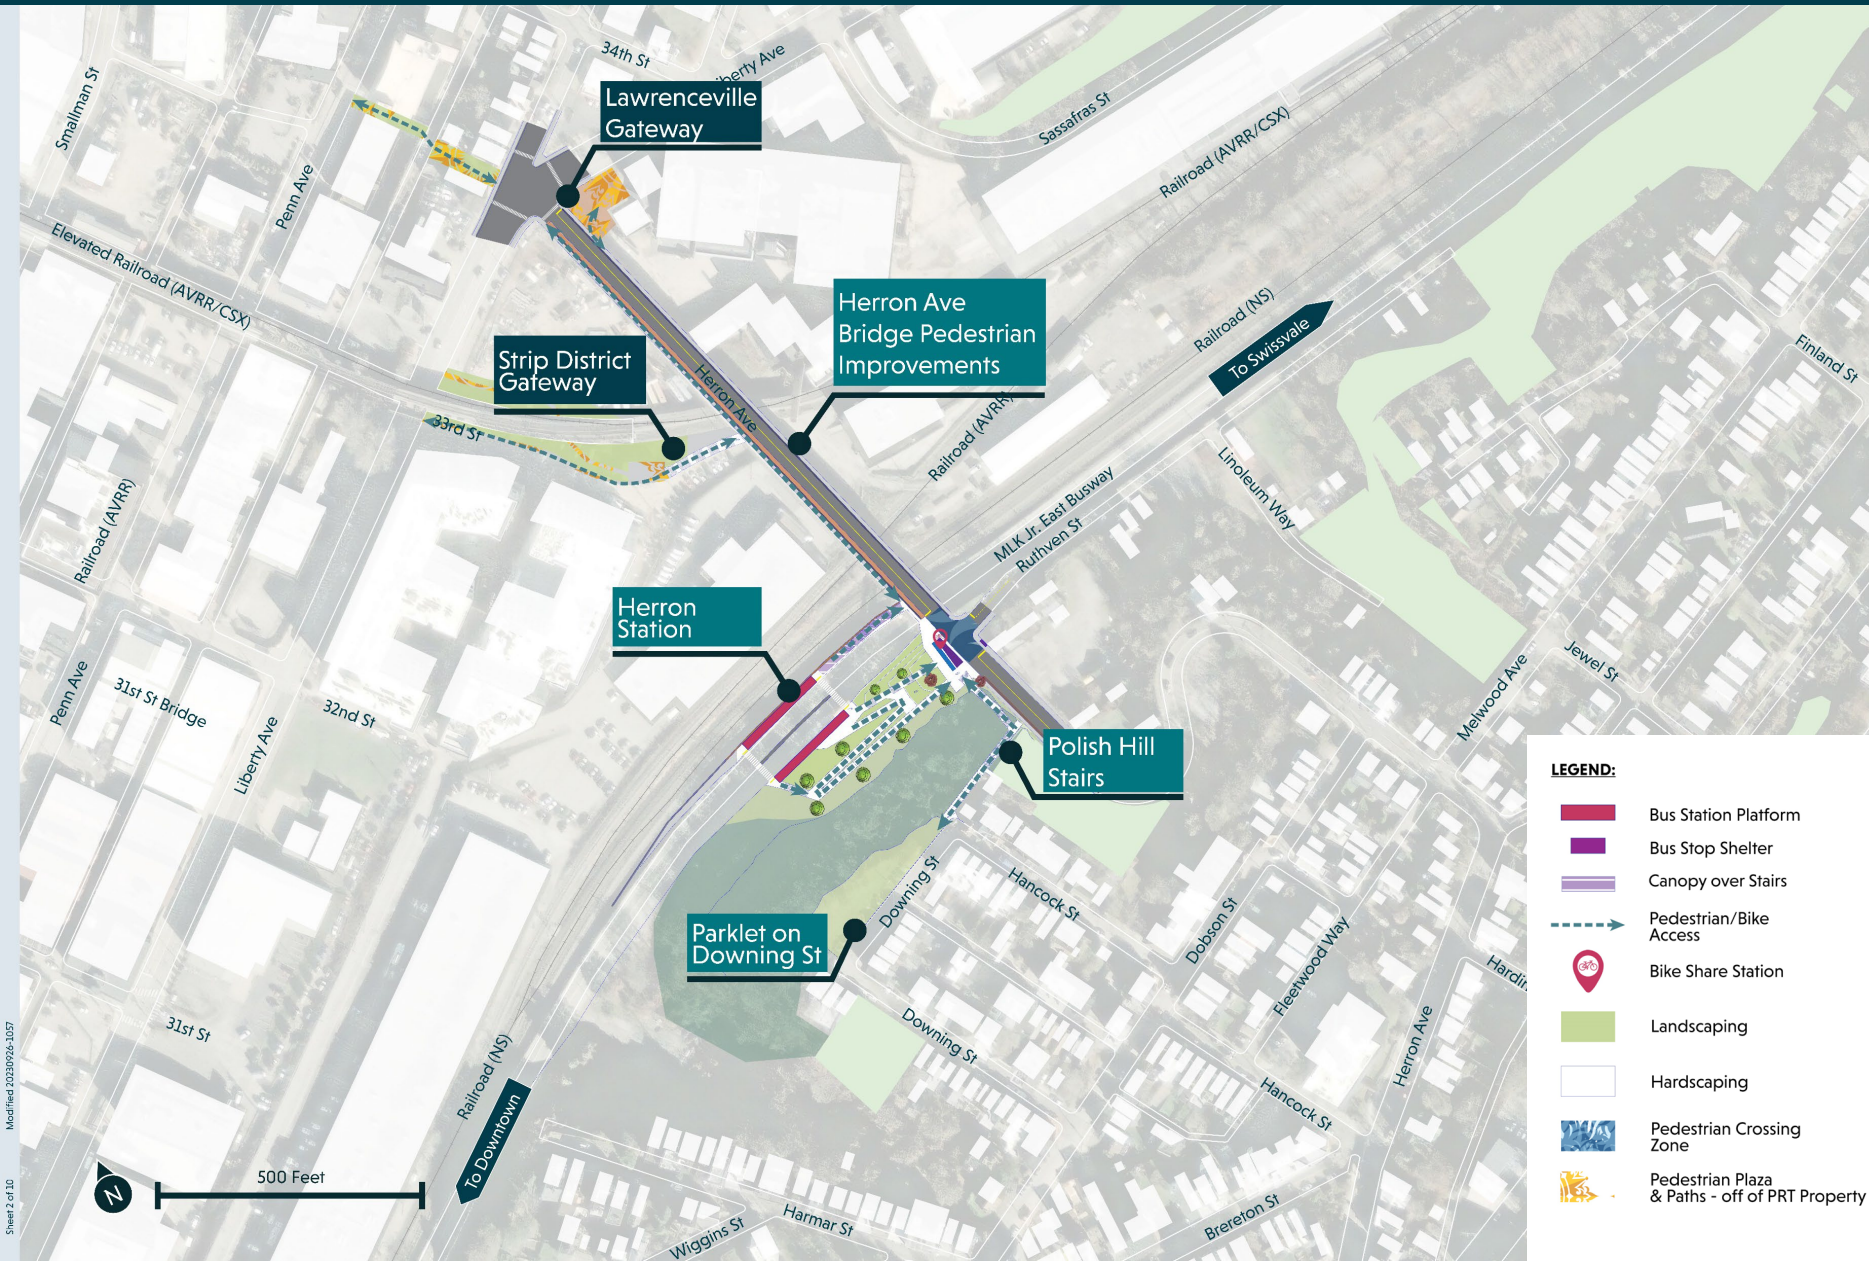 34th St
Liberty Ave
Smallman St
Lawrenceville
Gateway
Sassafras St
Railroad (AVRR/CSX)
Penn Ave
Elevated Railroad (AVRR/CSX)
Herron Ave
Bridge Pedestrian
Improvements
Railroad (NS)
To Swissvale
Finland St
Strip District
Gateway
Herron Ave
33rd St
Railroad (AVRR)
Linoleum Way
Railroad (AVRR)
MLK Jr. East Busway
Ruthven St
Herron
Station
Jewel St
Melwood Ave
Penn Ave
31st St Bridge
32nd St
Liberty Ave
Polish Hill
Stairs
Downing St
Hancock St
Dobson St
Fleetwood Way
Parklet on
Downing St
31st St
Downing St
Herron Ave
Railroad (NS)
To Downtown
Hancock St
500 Feet
N
Harmar St
Wiggins St
Brereton St
LEGEND:
Bus Station Platform
Bus Stop Shelter
Canopy over Stairs
Pedestrian/Bike
Access
Bike Share Station
Landscaping
Hardscaping
Pedestrian Crossing
Zone
Pedestrian Plaza
& Paths - off of PRT Property
Modified 20230926-1057
Sheet 2 of 10